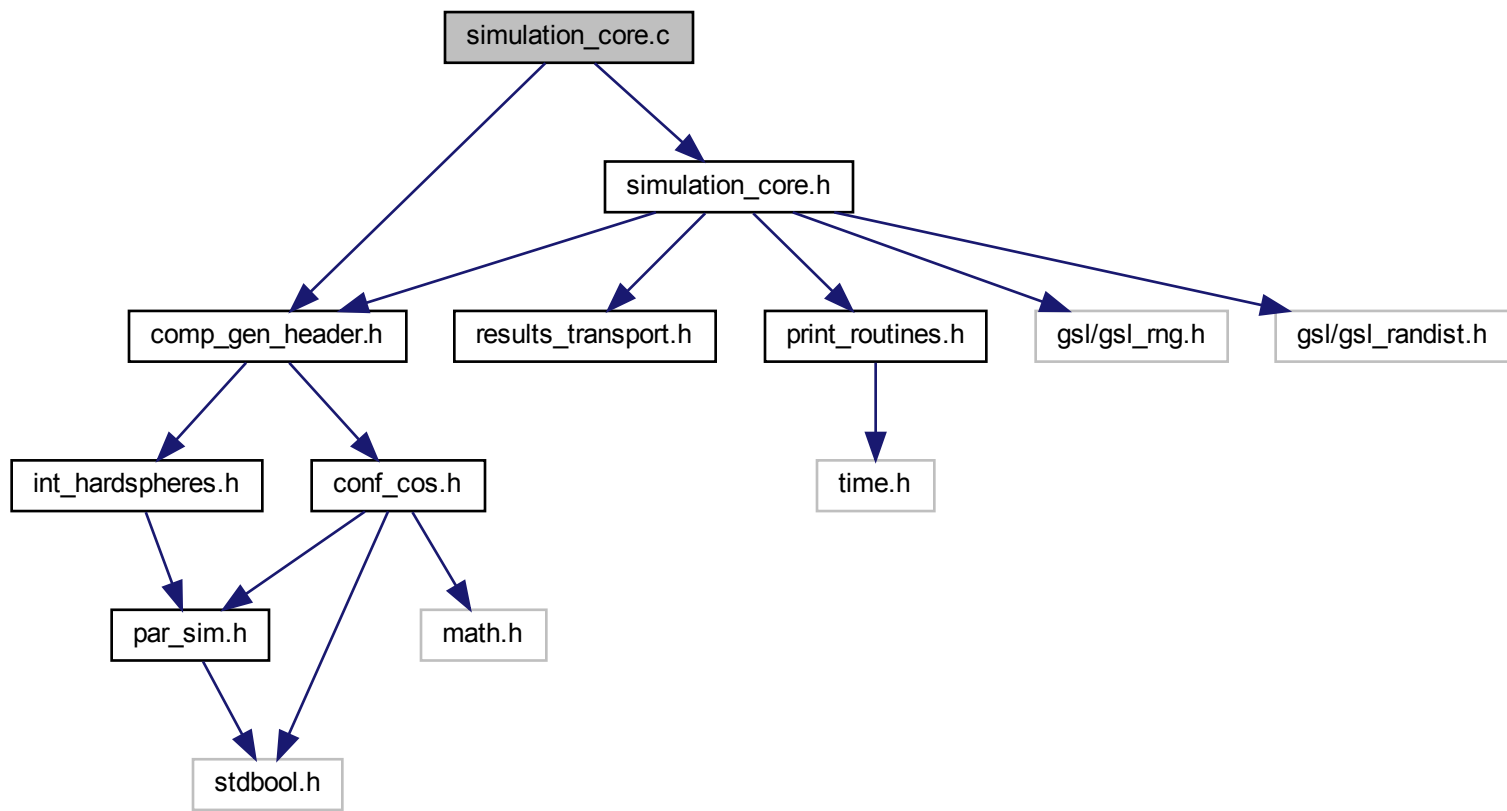 simulation_core.c
simulation_core.h
comp_gen_header.h
results_transport.h
print_routines.h
gsl/gsl_rng.h
gsl/gsl_randist.h
int_hardspheres.h
conf_cos.h
time.h
par_sim.h
math.h
stdbool.h